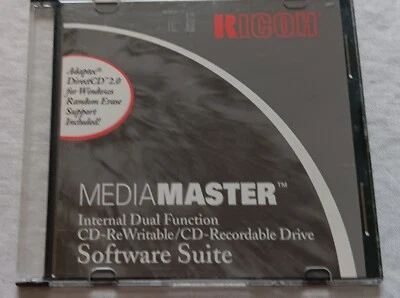 RICOH
Adaptec®
DirectCD™ 2.0
for Windows
Random Erase
Support
Included!
MEDIAMASTER™
Internal Dual Function
CD-ReWritable/CD-Recordable Drive
Software Suite